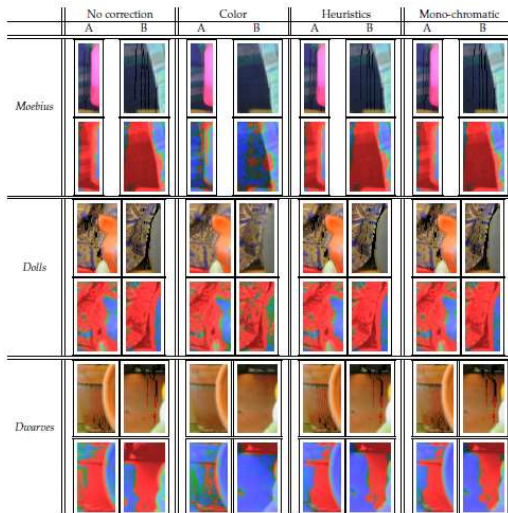 No correction Color Heuristics Mono-chromatic
A B A B A B A B
Moebius
Dolls
Dwarves